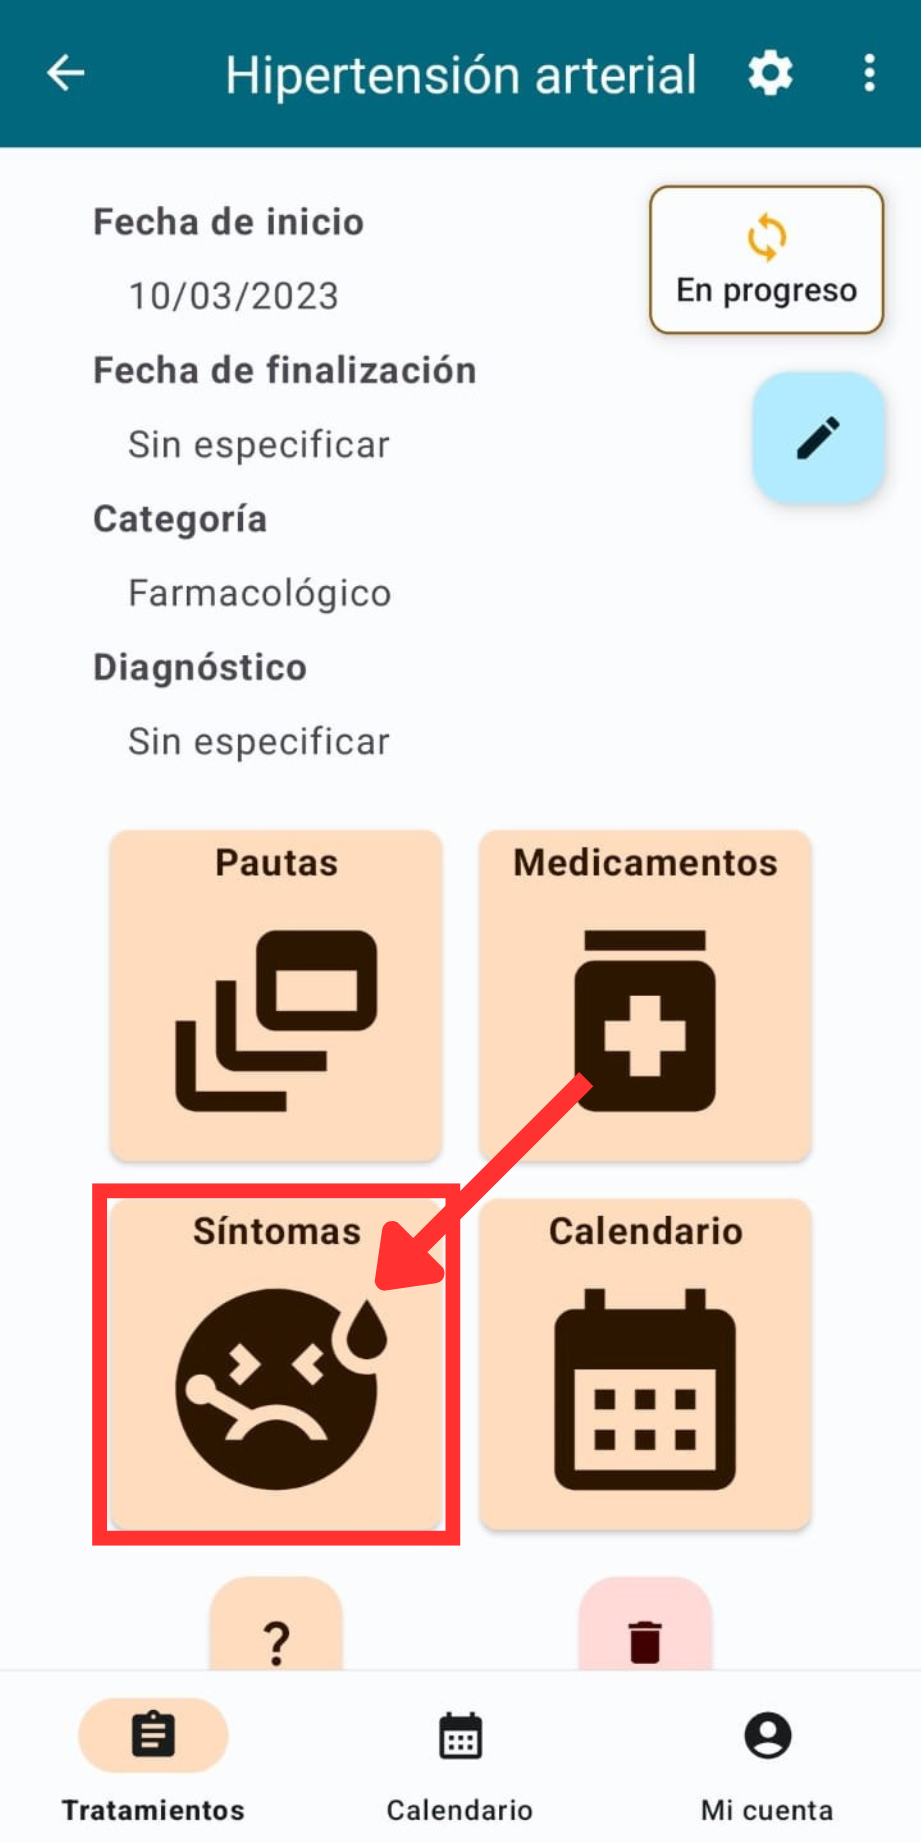 Hipertensión arterial
Fecha de inicio
10/03/2023
En progreso
Fecha de finalización
Sin especificar
Categoría
Farmacológico
Diagnóstico
Sin especificar
Pautas
Medicamentos
Síntomas
Calendario
?
Tratamientos
Calendario
Mi cuenta